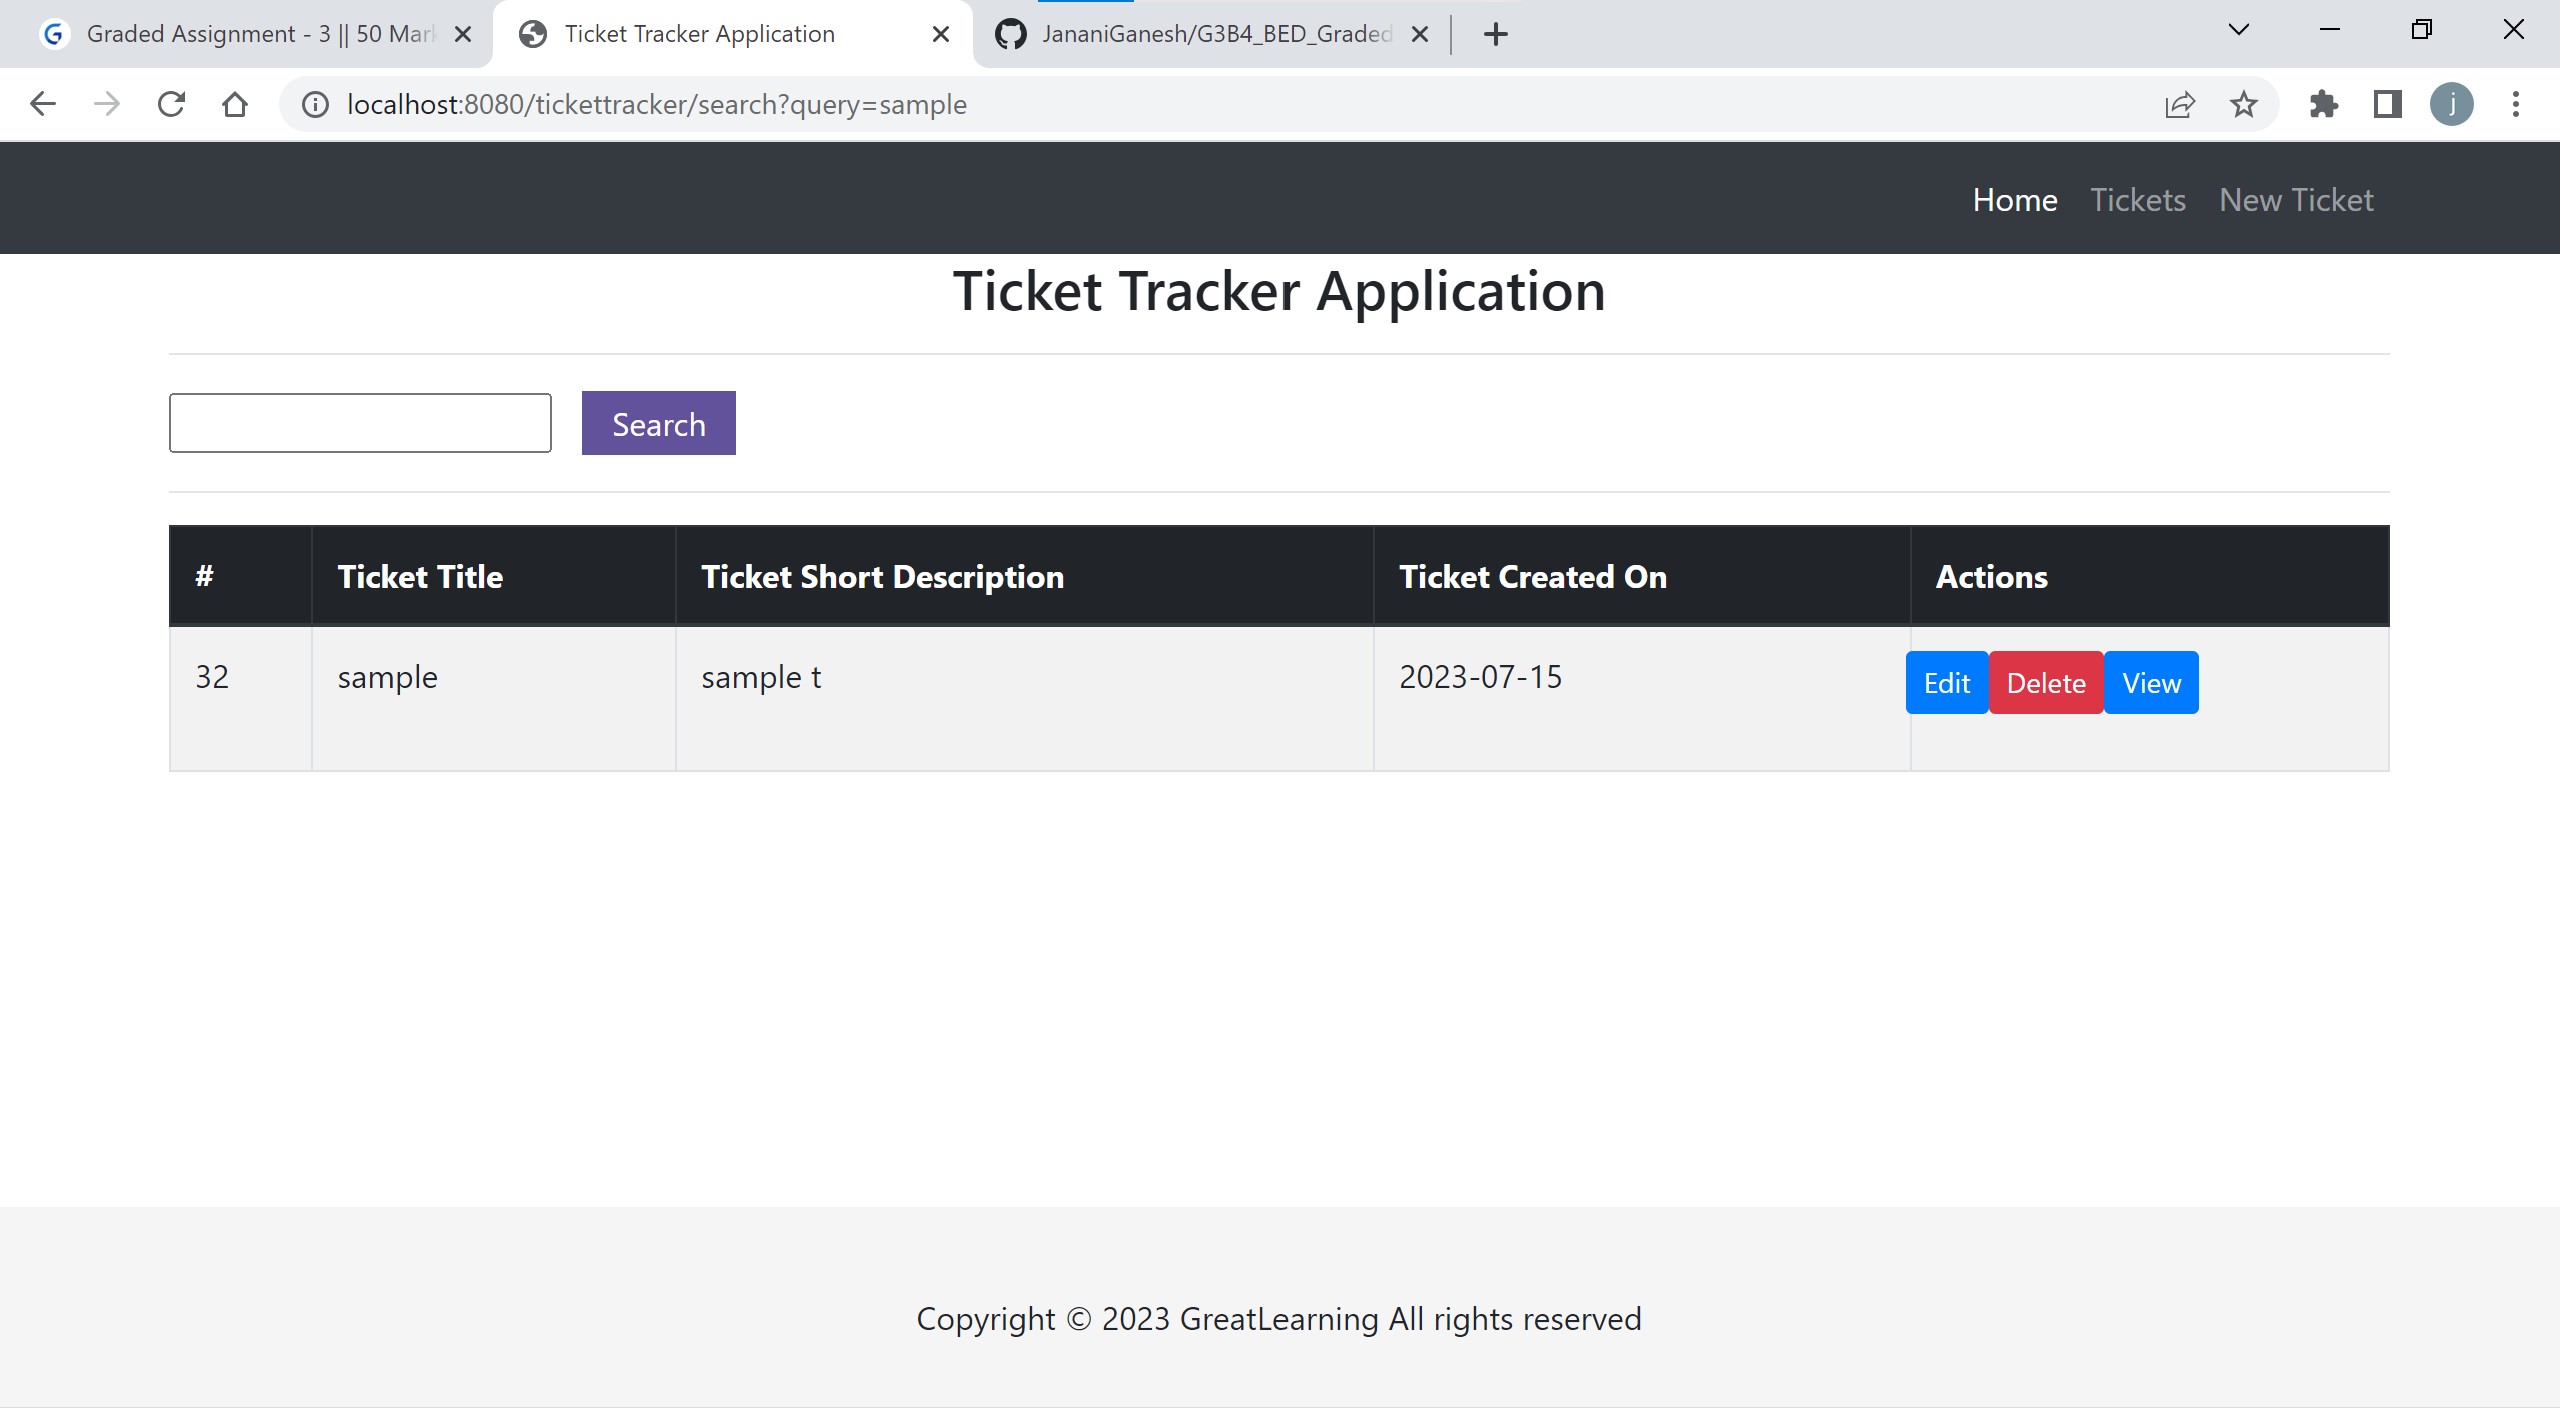 Graded Assignment - 3 || 50 Mar
Ticket Tracker Application
JananiGanesh/G3B4_BED_Graded
localhost:8080/tickettracker/search?query=sample
j
Home Tickets New Ticket
Ticket Tracker Application
Search
# Ticket Title Ticket Short Description Ticket Created On Actions
32 sample sample t 2023-07-15 Edit Delete View
Copyright © 2023 GreatLearning All rights reserved